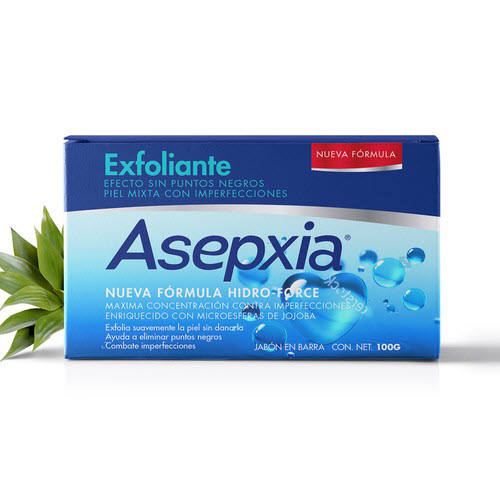 Exfoliante
EFECTO SIN PUNTOS NEGROS
PIEL MIXTA CON IMPERFECCIONES
NUEVA FÓRMULA
Asepxia®
NUEVA FÓRMULA HIDRO-FORCE
MAXIMA CONCENTRACIÓN CONTRA IMPERFECCIONES
ENRIQUECIDO CON MICROESFERAS DE JOJOBA
Exfolia suavemente la piel sin danarla
Ayuda a eliminar puntos negros
Combate imperfecciones
JABÓN EN BARRA CON. NET. 100G